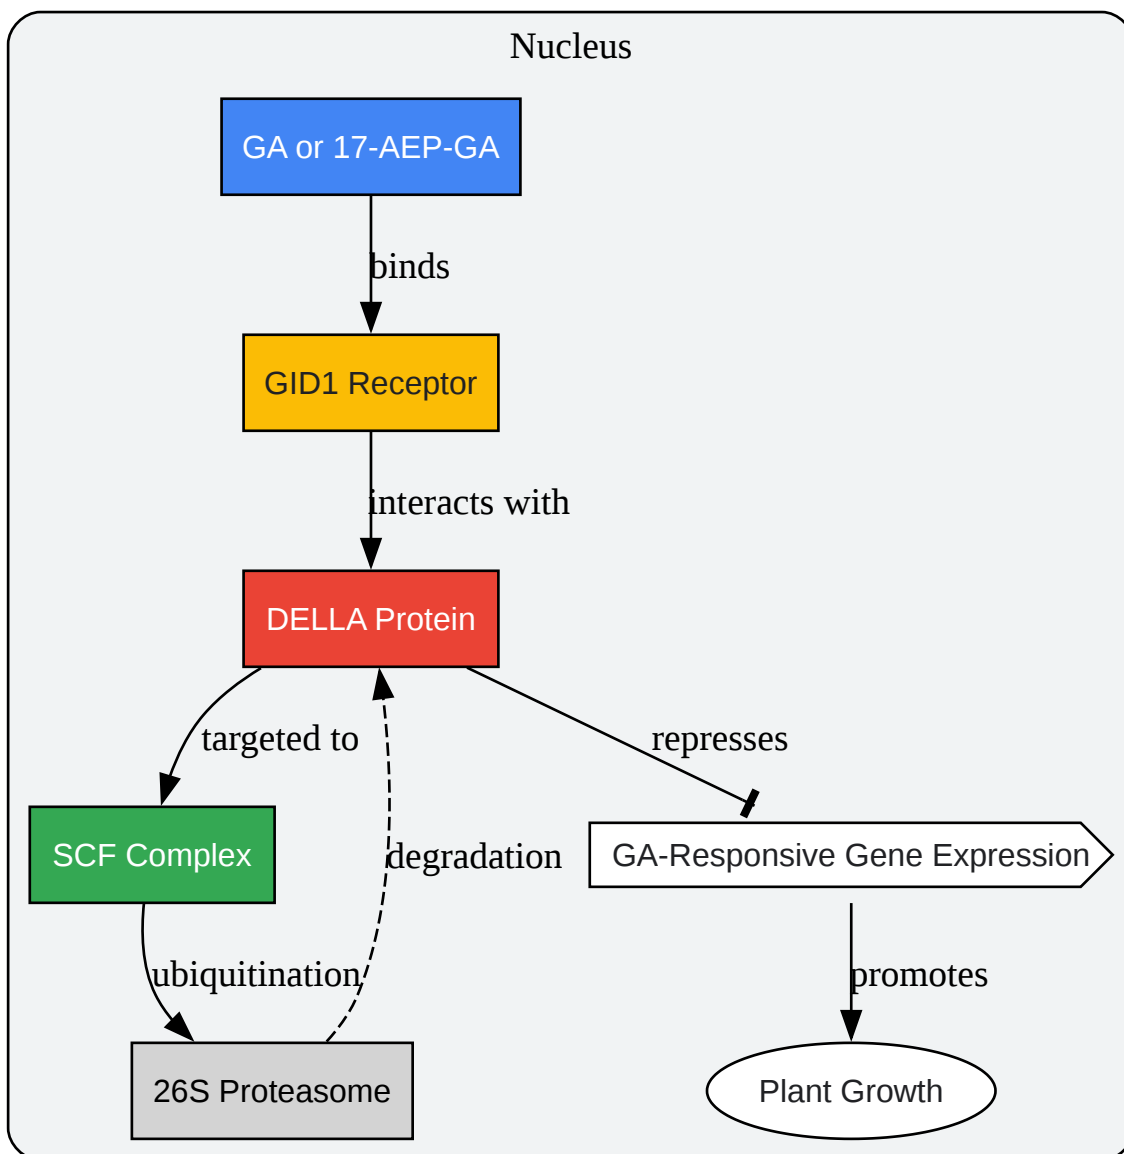 Nucleus
GA or 17-AEP-GA
binds
GID1 Receptor
interacts with
DELLA Protein
targeted to
represses
SCF Complex
degradation
GA-Responsive Gene Expression
ubiquitination
promotes
26S Proteasome
Plant Growth